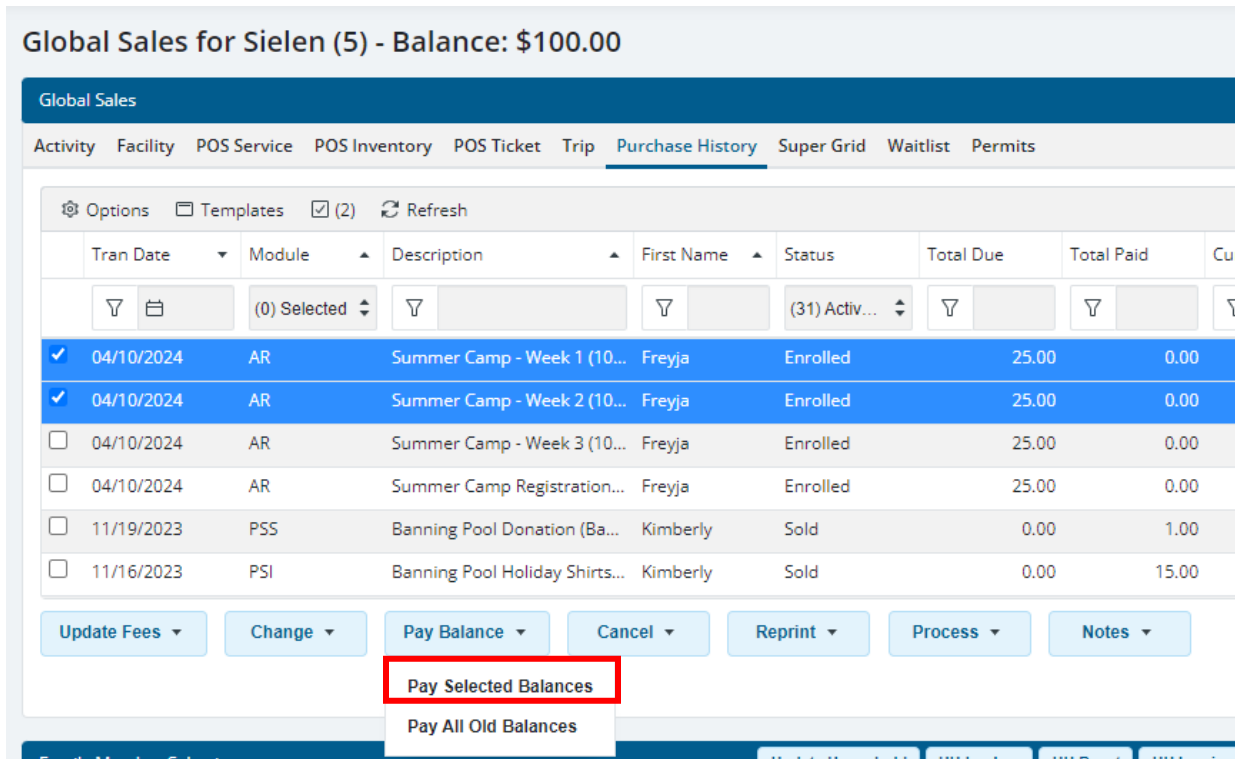 Global Sales for Sielen (5) - Balance: $100.00
Global Sales
Activity Facility POS Service POS Inventory POS Ticket Trip Purchase History Super Grid Waitlist Permits
Options Templates (2) Refresh
Tran Date Module Description First Name Status Total Due Total Paid Cu
(0) Selected (31) Activ...
04/10/2024 AR Summer Camp - Week 1 (10... Freyja Enrolled 25.00 0.00
04/10/2024 AR Summer Camp - Week 2 (10... Freyja Enrolled 25.00 0.00
04/10/2024 AR Summer Camp - Week 3 (10... Freyja Enrolled 25.00 0.00
04/10/2024 AR Summer Camp Registration... Freyja Enrolled 25.00 0.00
11/19/2023 PSS Banning Pool Donation (Ba... Kimberly Sold 0.00 1.00
11/16/2023 PSI Banning Pool Holiday Shirts... Kimberly Sold 0.00 15.00
Update Fees Change Pay Balance Cancel Reprint Process Notes
Pay Selected Balances
Pay All Old Balances